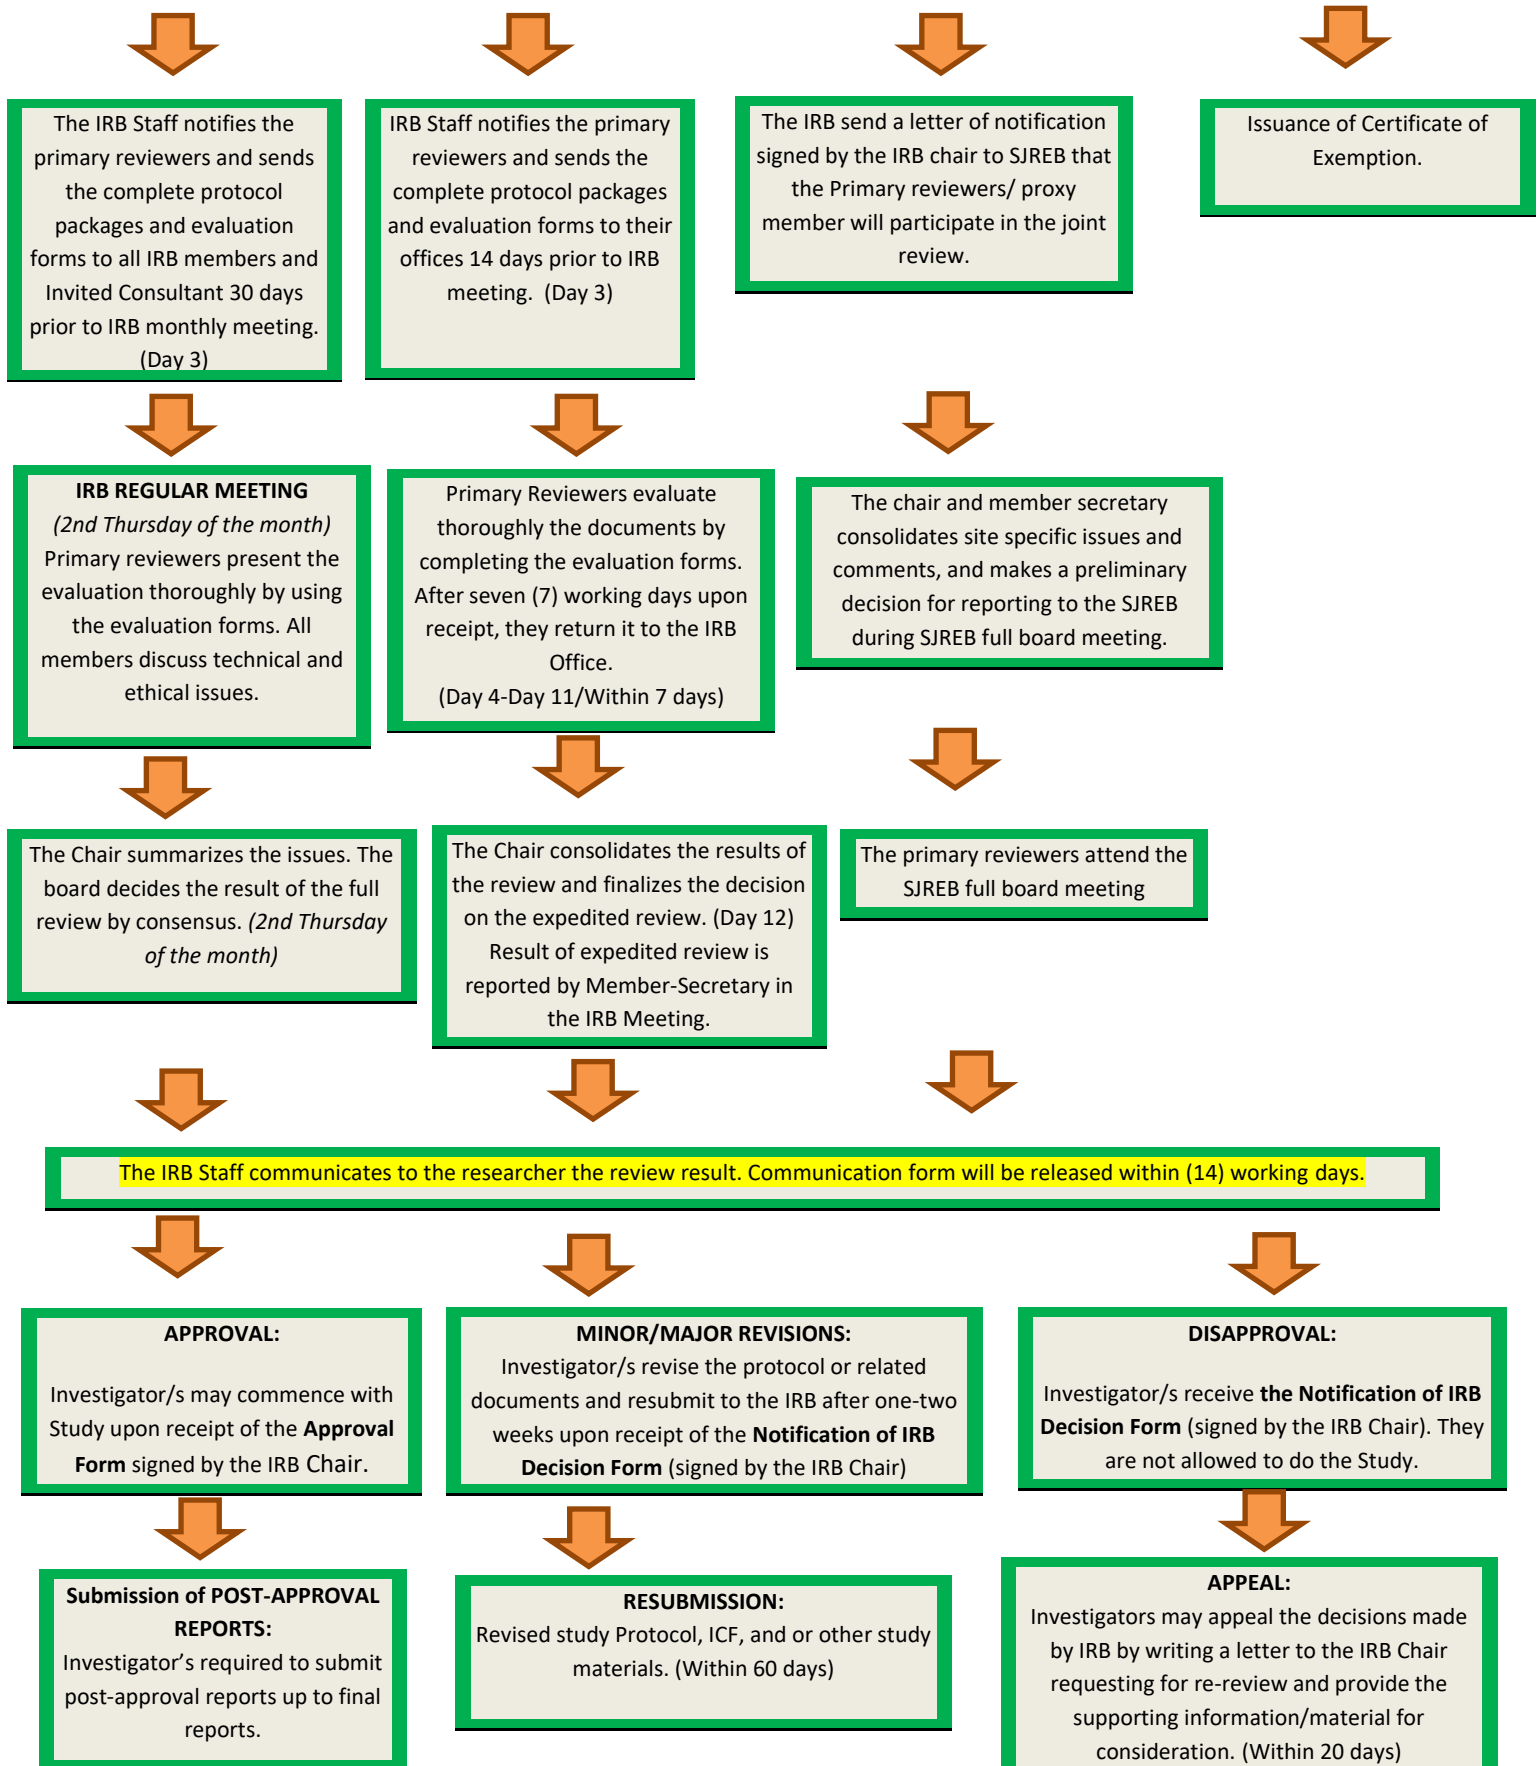 The IRB Staff notifies the
primary reviewers and sends
the complete protocol
packages and evaluation
forms to all IRB members and
Invited Consultant 30 days
prior to IRB monthly meeting.
(Day 3)
IRB Staff notifies the primary
reviewers and sends the
complete protocol packages
and evaluation forms to their
offices 14 days prior to IRB
meeting. (Day 3)
The IRB send a letter of notification
signed by the IRB chair to SJREB that
the Primary reviewers/ proxy
member will participate in the joint
review.
Issuance of Certificate of
Exemption.
IRB REGULAR MEETING
(2nd Thursday of the month)
Primary reviewers present the
evaluation thoroughly by using
the evaluation forms. All
members discuss technical and
ethical issues.
Primary Reviewers evaluate
thoroughly the documents by
completing the evaluation forms.
After seven (7) working days upon
receipt, they return it to the IRB
Office.
(Day 4-Day 11/Within 7 days)
The chair and member secretary
consolidates site specific issues and
comments, and makes a preliminary
decision for reporting to the SJREB
during SJREB full board meeting.
The Chair summarizes the issues. The
board decides the result of the full
review by consensus. (2nd Thursday
of the month)
The Chair consolidates the results of
the review and finalizes the decision
on the expedited review. (Day 12)
Result of expedited review is
reported by Member-Secretary in
the IRB Meeting.
The primary reviewers attend the
SJREB full board meeting
The IRB Staff communicates to the researcher the review result. Communication form will be released within (14) working days.
APPROVAL:
Investigator/s may commence with
Study upon receipt of the Approval
Form signed by the IRB Chair.
MINOR/MAJOR REVISIONS:
Investigator/s revise the protocol or related
documents and resubmit to the IRB after one-two
weeks upon receipt of the Notification of IRB
Decision Form (signed by the IRB Chair)
DISAPPROVAL:
Investigator/s receive the Notification of IRB
Decision Form (signed by the IRB Chair). They
are not allowed to do the Study.
Submission of POST-APPROVAL
REPORTS:
Investigator’s required to submit
post-approval reports up to final
reports.
RESUBMISSION:
Revised study Protocol, ICF, and or other study
materials. (Within 60 days)
APPEAL:
Investigators may appeal the decisions made
by IRB by writing a letter to the IRB Chair
requesting for re-review and provide the
supporting information/material for
consideration. (Within 20 days)